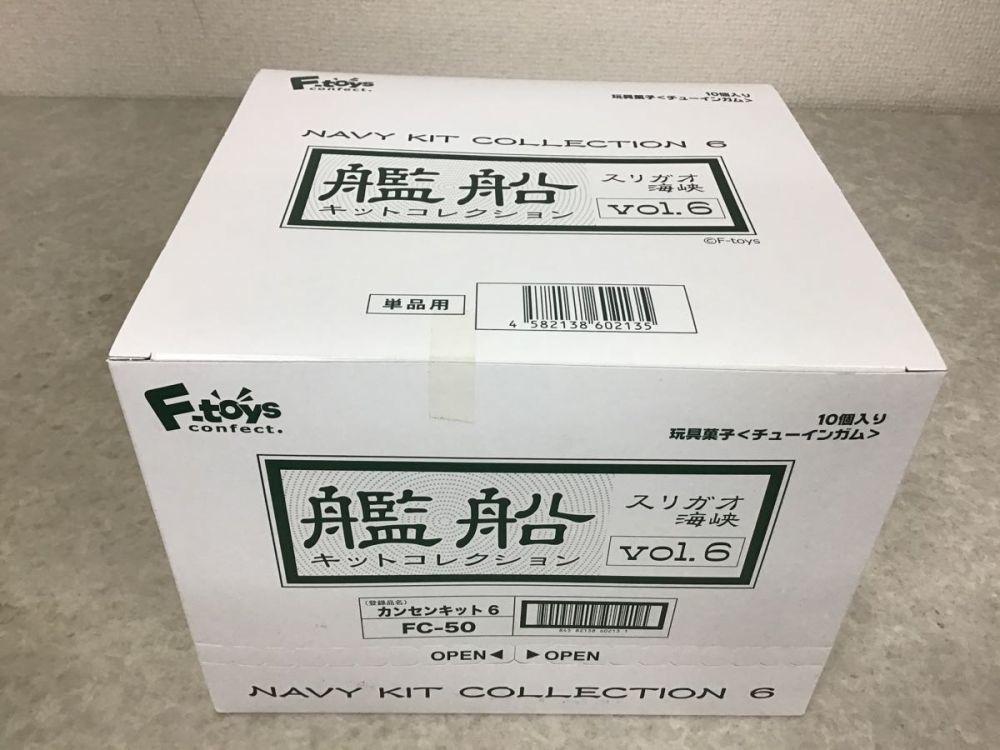 F-toys
confect.
10個入り
玩具菓子<チューインガム>
NAVY KIT COLLECTION 6
艦船
キットコレクション
スリガオ
海峡
vol.6
©F-toys
単品用
4 582138 602135
F-toys
confect.
10個入り
玩具菓子<チューインガム>
艦船
キットコレクション
スリガオ
海峡
vol.6
(登録品名)
カンセンキット6
FC-50
OPEN◀ ▶OPEN
NAVY KIT COLLECTION 6